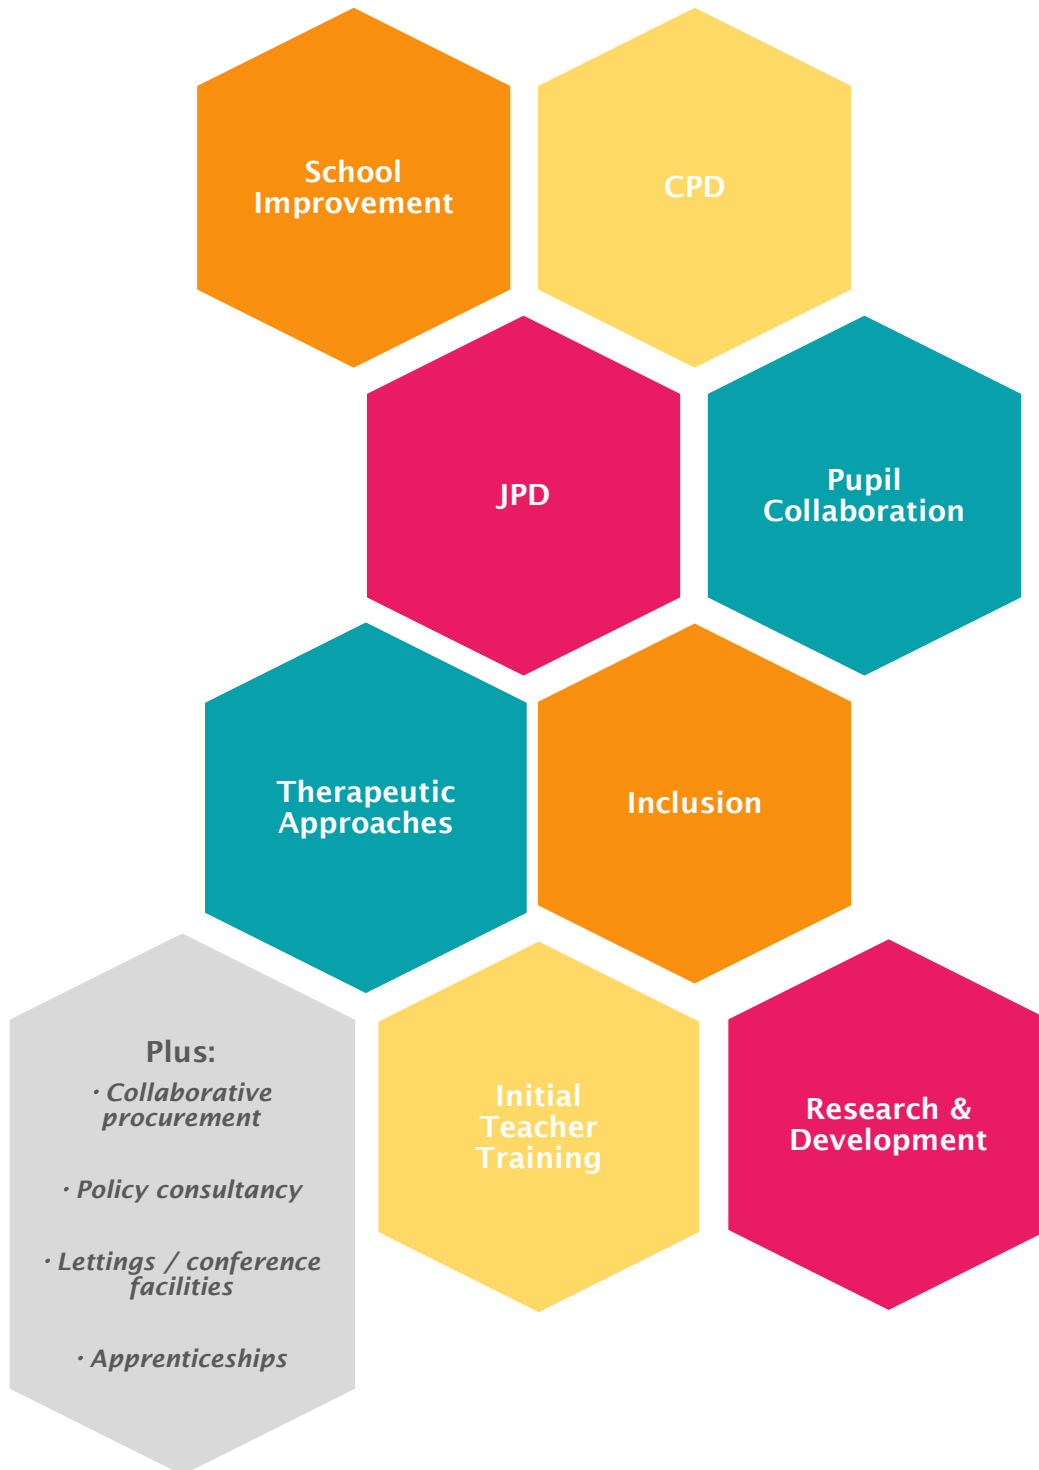 School
Improvement
CPD
JPD
Pupil
Collaboration
Therapeutic
Approaches
Inclusion
Plus:
· Collaborative
procurement
· Policy consultancy
· Lettings / conference
facilities
· Apprenticeships
Initial
Teacher
Training
Research &
Development